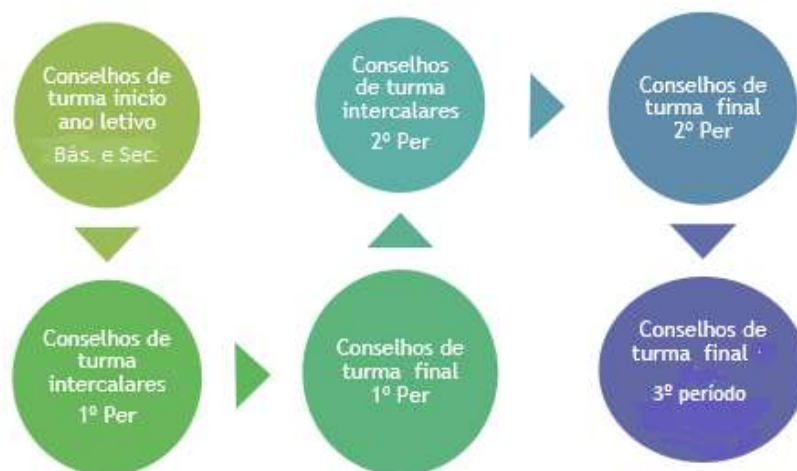 Conselhos de
turma inicio
ano letivo
Bás. e Sec.
Conselhos de
turma
intercalares
1º Per
Conselhos de
turma final
1º Per
Conselhos
de turma
intercalares
2º Per
Conselhos de
turma final
2º Per
Conselhos de
turma final
3º período